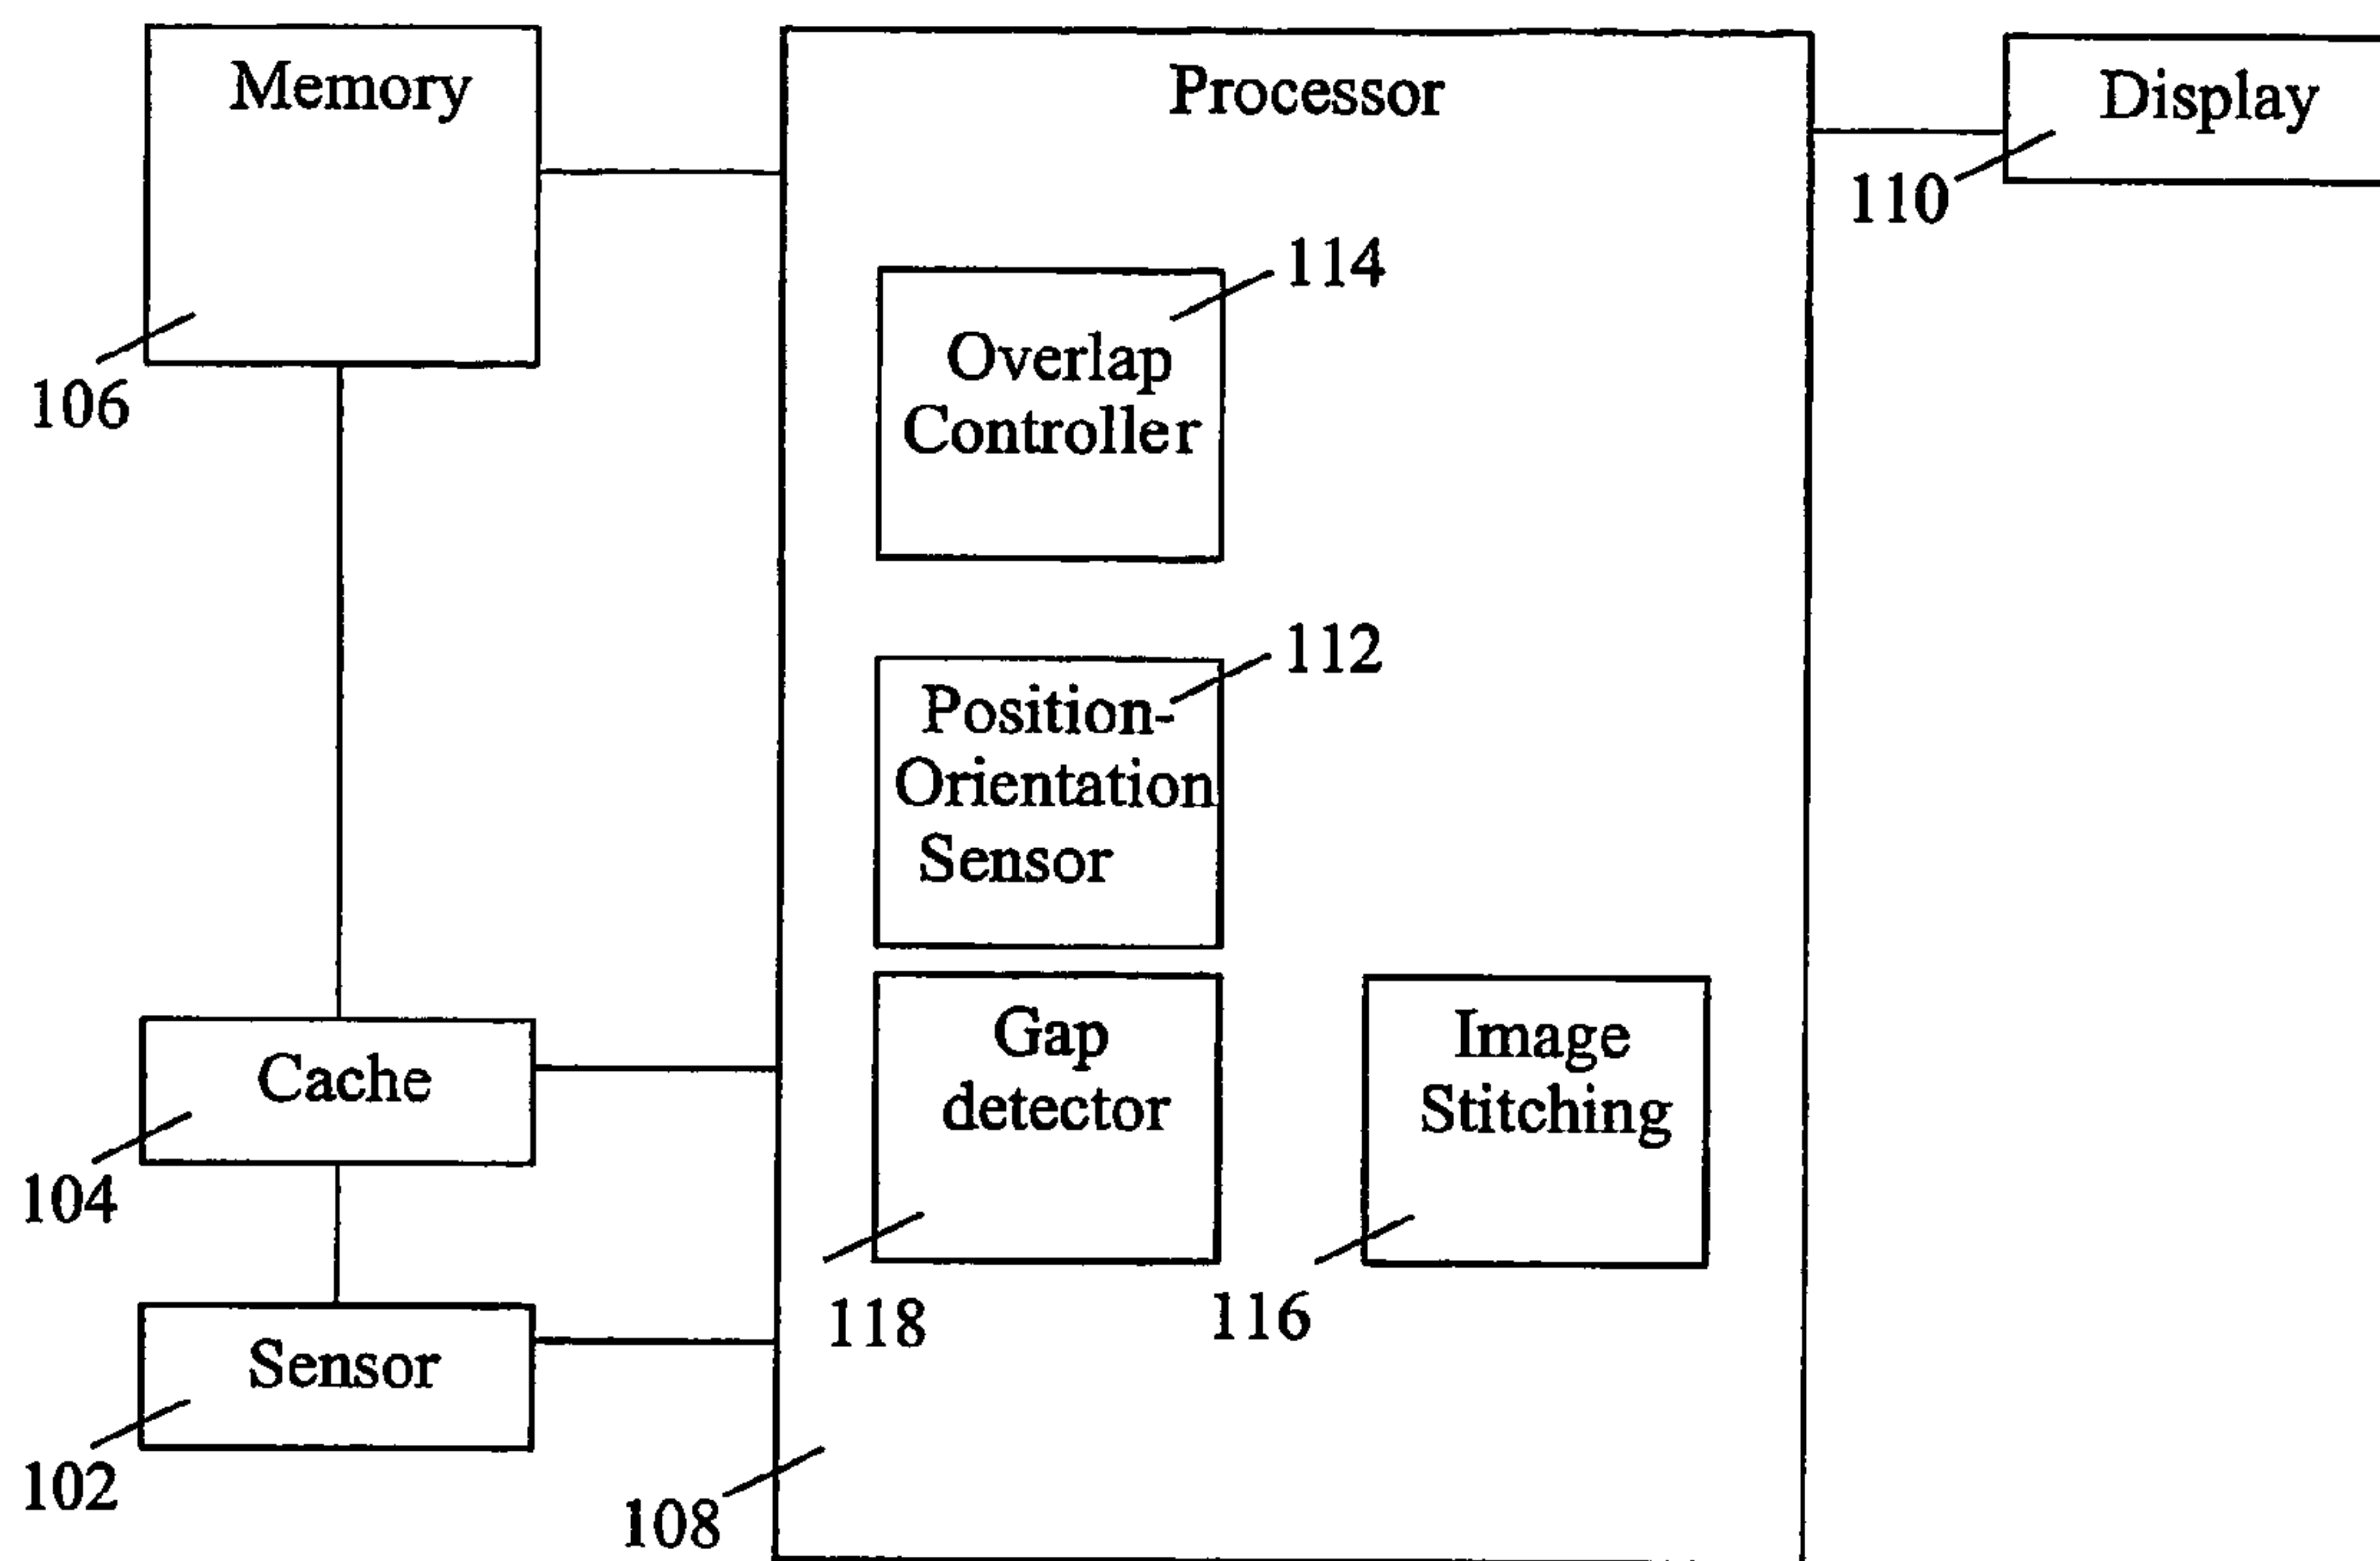 Memory
Processor
Display
110
114
106
Overlap
Controller
112
Position-
Orientation
Sensor
Gap
detector
Image
Stitching
Cache
104
118
116
Sensor
102
108